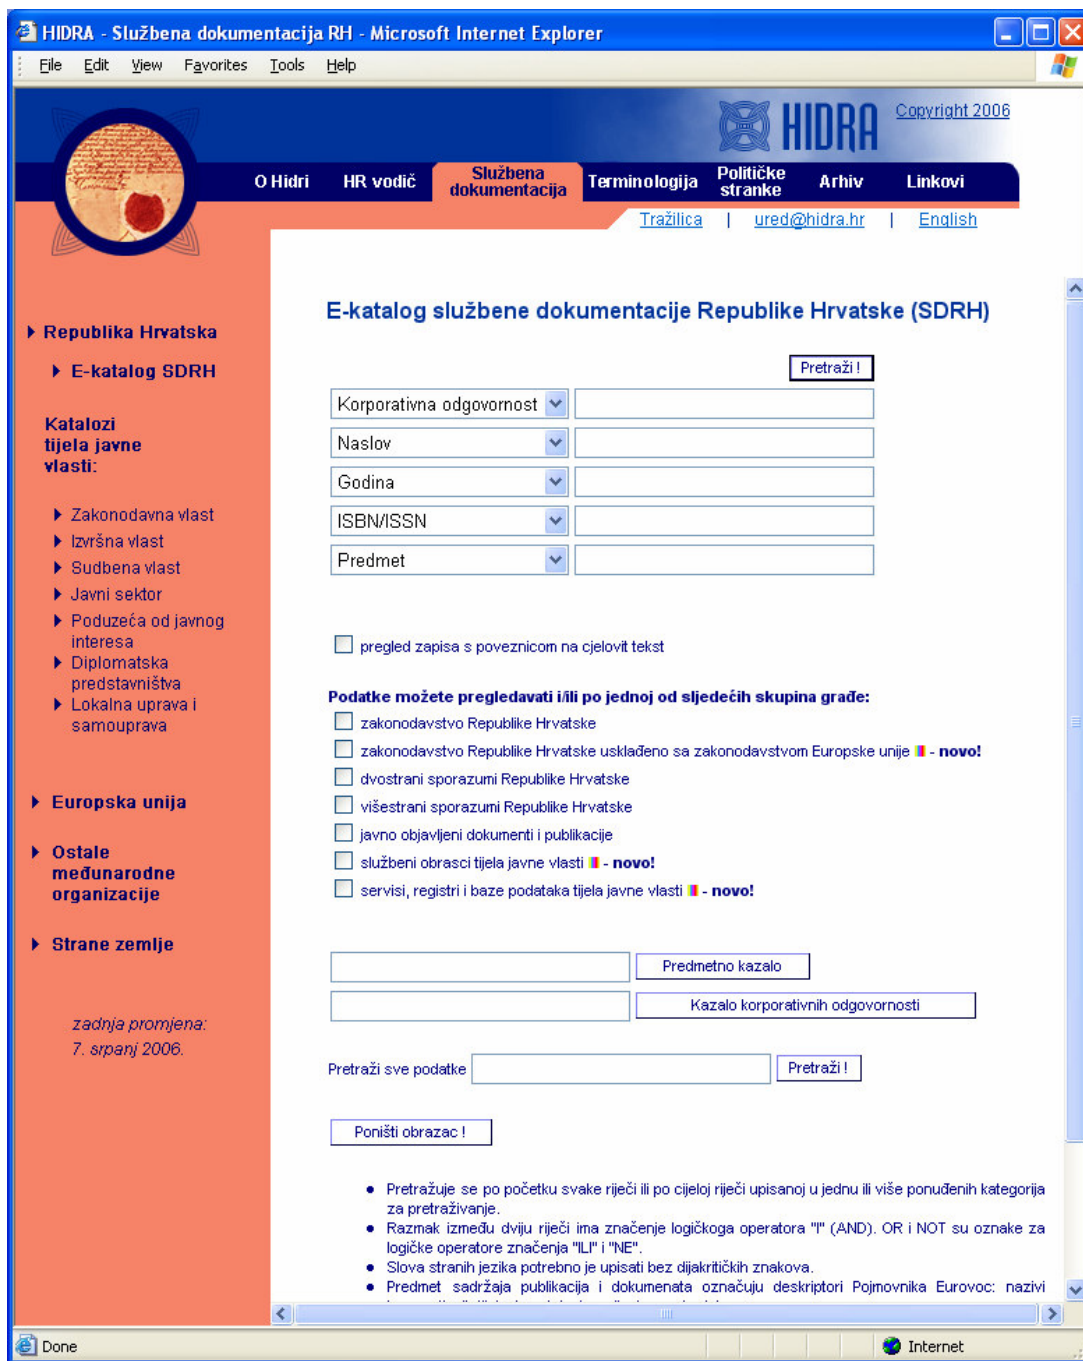 HIDRA - Službena dokumentacija RH - Microsoft Internet Explorer
File Edit View Favorites Tools Help
HIDRA
Copyright 2006
O Hidri HR vodič Službena dokumentacija Terminologija Političke stranke Arhiv Linkovi
Tražilica | ured@hidra.hr | English
Republika Hrvatska
E-katalog SDRH
Katalozi
tijela javne
vlasti:
Zakonodavna vlast
Izvršna vlast
Sudbena vlast
Javni sektor
Poduzeća od javnog
interesa
Diplomatska
predstavništva
Lokalna uprava i
samouprava
Europska unija
Ostale
međunarodne
organizacije
Strane zemlje
zadnja promjena:
7. srpanj 2006.
E-katalog službene dokumentacije Republike Hrvatske (SDRH)
Pretraži !
Korporativna odgovornost
Naslov
Godina
ISBN/ISSN
Predmet
pregled zapisa s poveznicom na cjelovit tekst
Podatke možete pregledavati i/ili po jednoj od sljedećih skupina građe:
zakonodavstvo Republike Hrvatske
zakonodavstvo Republike Hrvatske usklađeno sa zakonodavstvom Europske unije - novo!
dvostrani sporazumi Republike Hrvatske
višestrani sporazumi Republike Hrvatske
javno objavljeni dokumenti i publikacije
službeni obrasci tijela javne vlasti - novo!
servisi, registri i baze podataka tijela javne vlasti - novo!
Predmetno kazalo
Kazalo korporativnih odgovornosti
Pretraži sve podatke Pretraži !
Poništi obrazac !
Pretražuje se po početku svake riječi ili po cijeloj riječi upisanoj u jednu ili više ponuđenih kategorija
za pretraživanje.
Razmak između dviju riječi ima značenje logičkoga operatora "I" (AND). OR i NOT su oznake za
logičke operatore značenja "ILI" i "NE".
Slova stranih jezika potrebno je upisati bez dijakritičkih znakova.
Predmet sadržaja publikacija i dokumenata označuju deskriptori Pojmovnika Eurovoc: nazivi
Done Internet